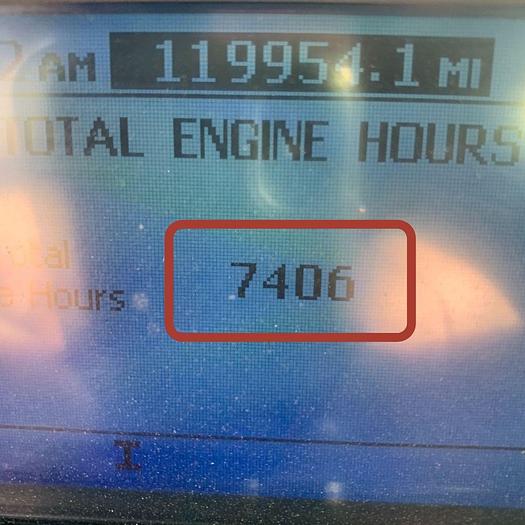 AM 119954.1 MI
TOTAL ENGINE HOURS
7406
Hours
I